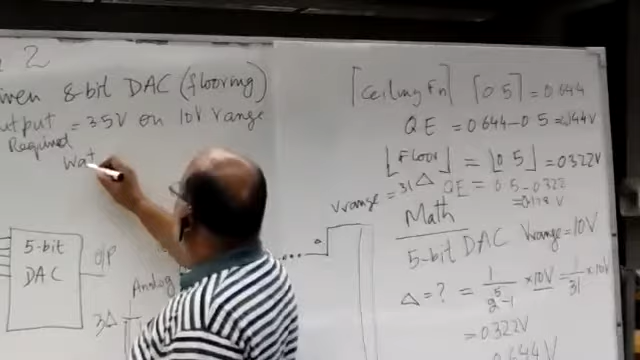 2
8-bit DAC (flooring)
= 3.5V on 10V range
Required
Wat
5-bit
DAC
O/P
Analog
3Δ
⌈Ceiling Fn⌉ ⌈0.5⌉ = 0.644
QE = 0.644-0.5 = 0.144V
⌊Floor⌋ = ⌊0.5⌋ = 0.322V
Vrange = 31Δ QE = 0.5-0.322
= 0.178 V
Math
5-bit DAC Vrange = 10V
Δ = ? = 1/2^5-1 *10V = 1/31 *10V
= 0.322V
0.644V